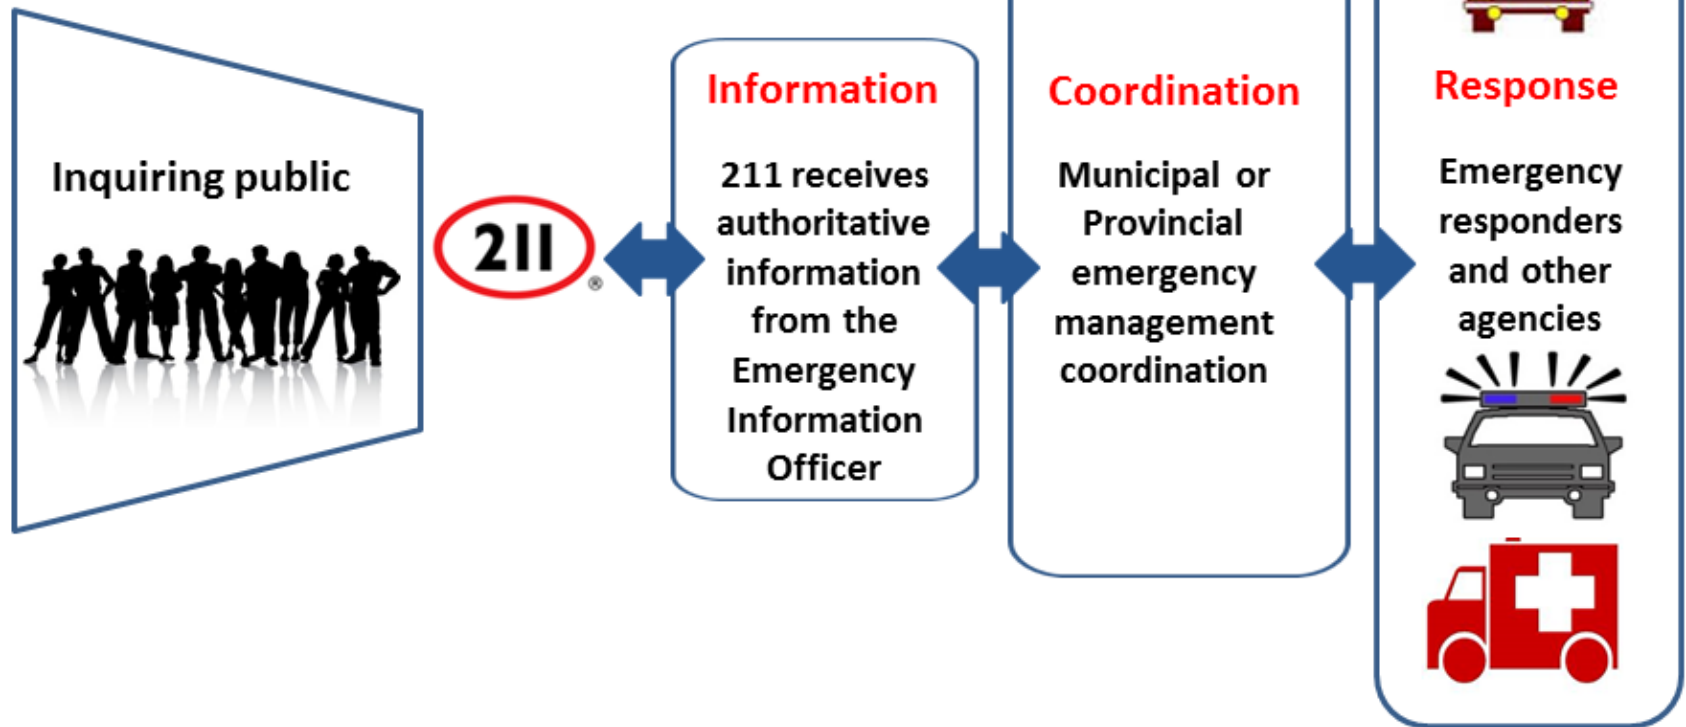 Inquiring public
211
®
Information
211 receives
authoritative
information
from the
Emergency
Information
Officer
Coordination
Municipal or
Provincial
emergency
management
coordination
Response
Emergency
responders
and other
agencies